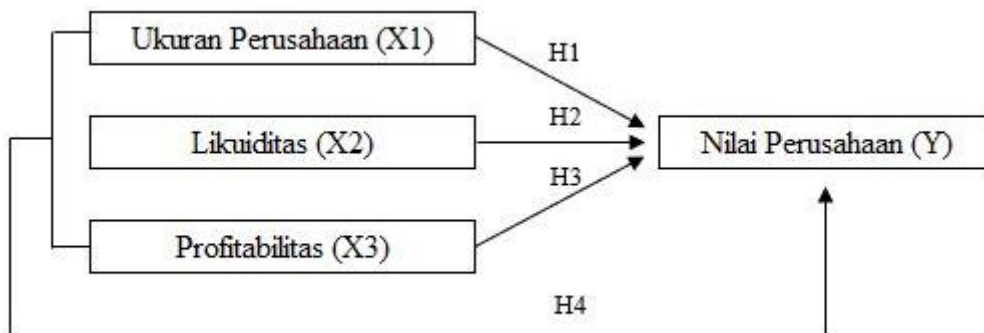 Ukuran Perusahaan (X1)
H1
H2
Likuiditas (X2)
Nilai Perusahaan (Y)
H3
Profitabilitas (X3)
H4